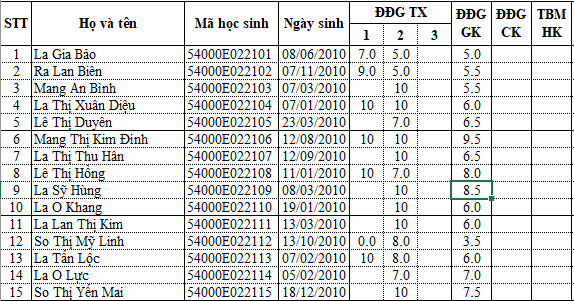 STT Họ và tên Mã học sinh Ngày sinh ĐĐG TX ĐĐG GK ĐĐG CK TBM HK
1 2 3
1 La Gia Bảo 54000E022101 08/06/2010 7.0 5.0 5.0
2 Ra Lan Biên 54000E022102 07/11/2010 9.0 5.0 5.5
3 Mang An Bình 54000E022103 07/03/2010 10 5.5
4 La Thị Xuân Diệu 54000E022104 07/01/2010 10 10 6.0
5 Lê Thị Duyên 54000E022105 23/03/2010 7.0 6.5
6 Mang Thị Kim Đinh 54000E022106 12/08/2010 10 10 9.5
7 La Thị Thu Hân 54000E022107 12/09/2010 10 6.5
8 Lê Thị Hồng 54000E022108 11/01/2010 10 7.0 8.0
9 La Sỹ Hùng 54000E022109 08/03/2010 10 8.5
10 La O Khang 54000E022110 19/01/2010 10 6.0
11 La Lan Thị Kim 54000E022111 13/03/2010 10 6.0
12 So Thị Mỹ Linh 54000E022112 13/10/2010 0.0 8.0 3.5
13 La Tấn Lộc 54000E022113 07/02/2010 10 8.0 6.0
14 La O Lực 54000E022114 05/02/2010 7.0 7.0
15 So Thị Yến Mai 54000E022115 18/12/2010 10 7.5